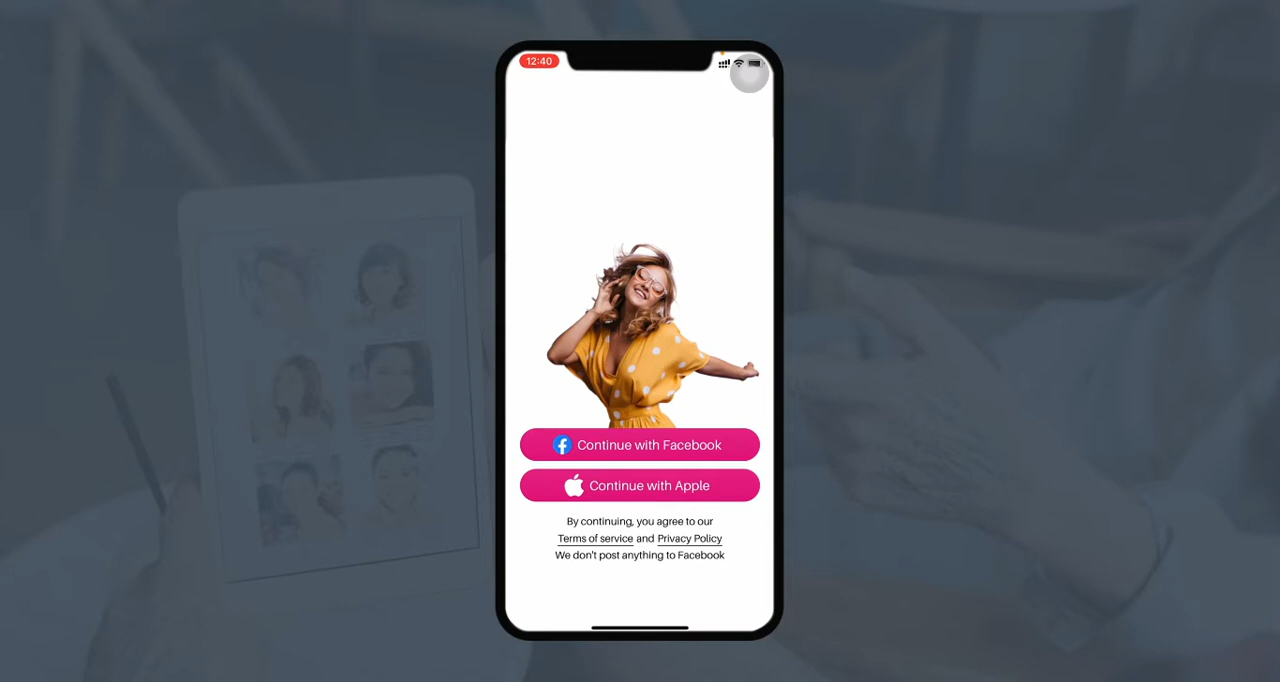 12:40
Continue with Facebook
Continue with Apple
By continuing, you agree to our
Terms of service and Privacy Policy
We don't post anything to Facebook